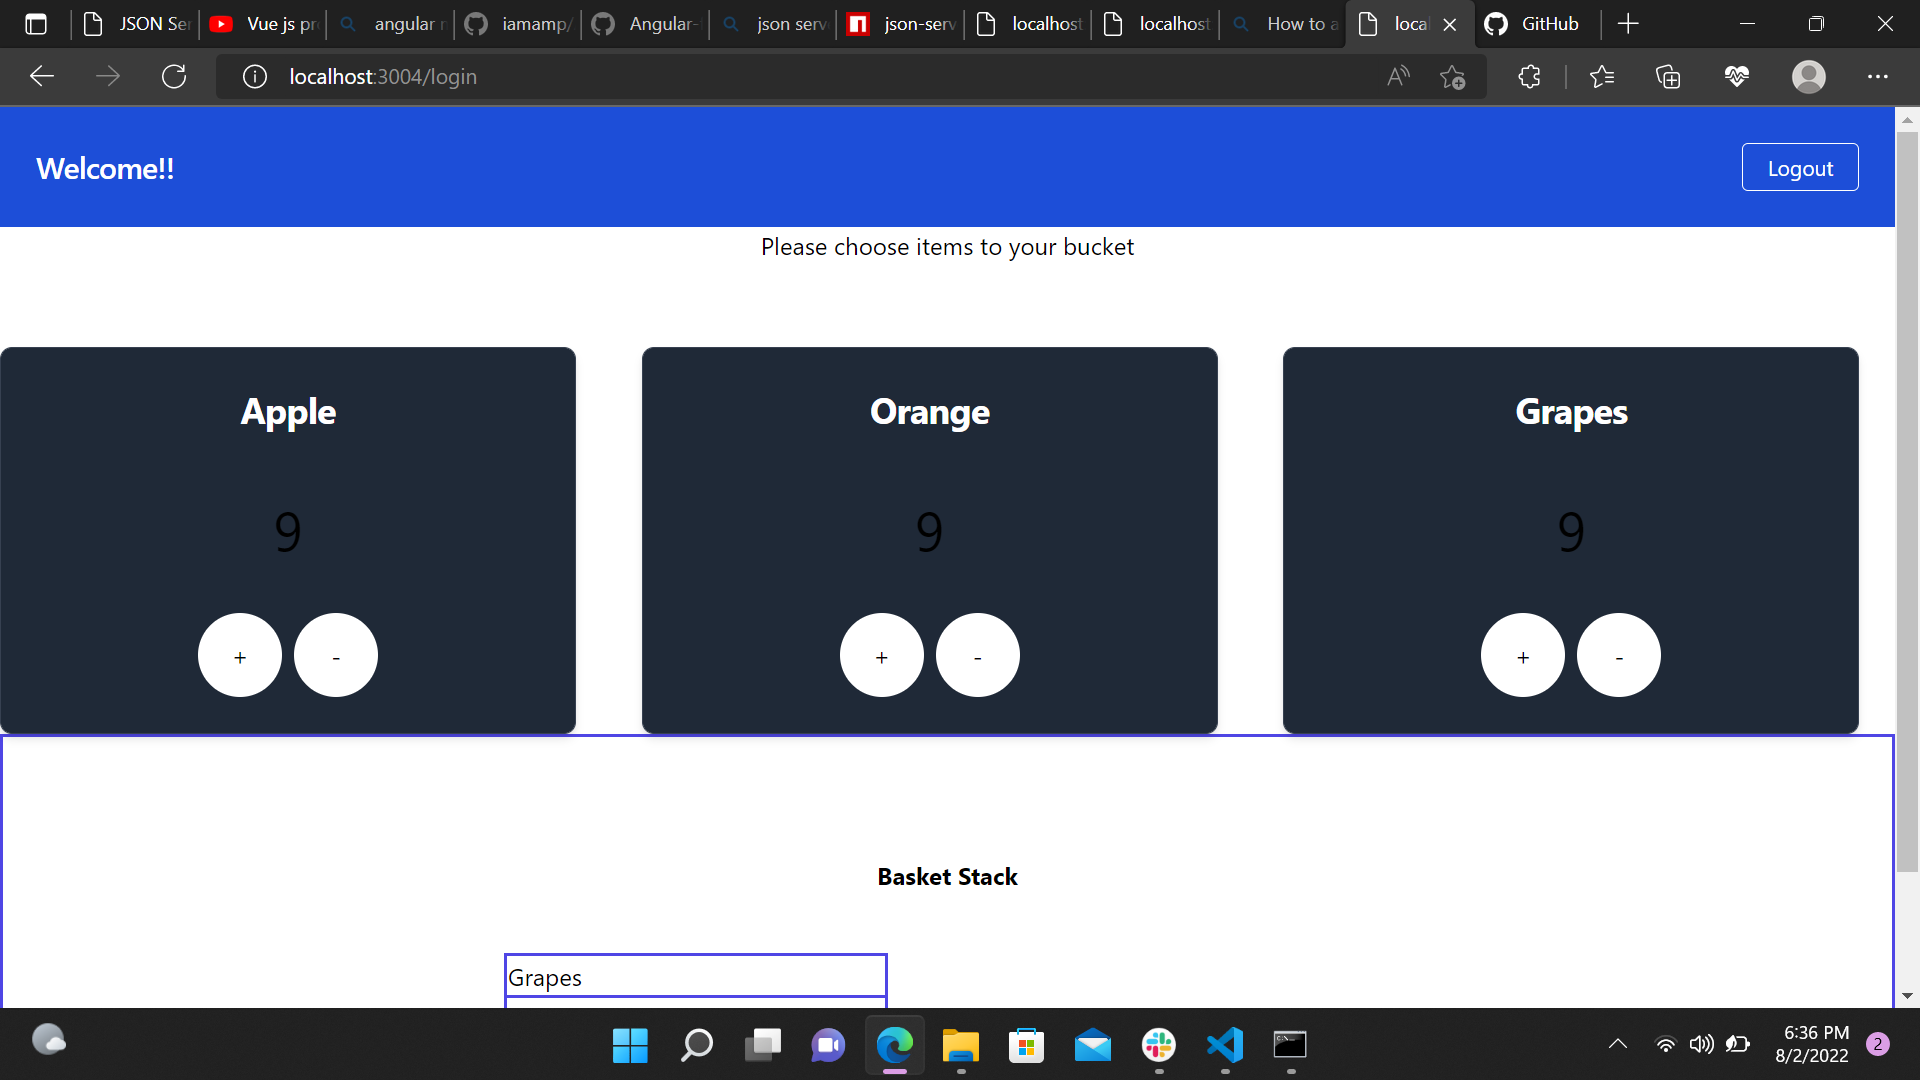 JSON Ser
Vue js pr
angular r
iamamp/
Angular-
json serv
json-serv
localhost
localhost
How to a
local
GitHub
localhost:3004/login
Welcome!!
Logout
Please choose items to your bucket
Apple
Orange
Grapes
9
9
9
+ -
+ -
+ -
Basket Stack
Grapes
6:36 PM
8/2/2022
2